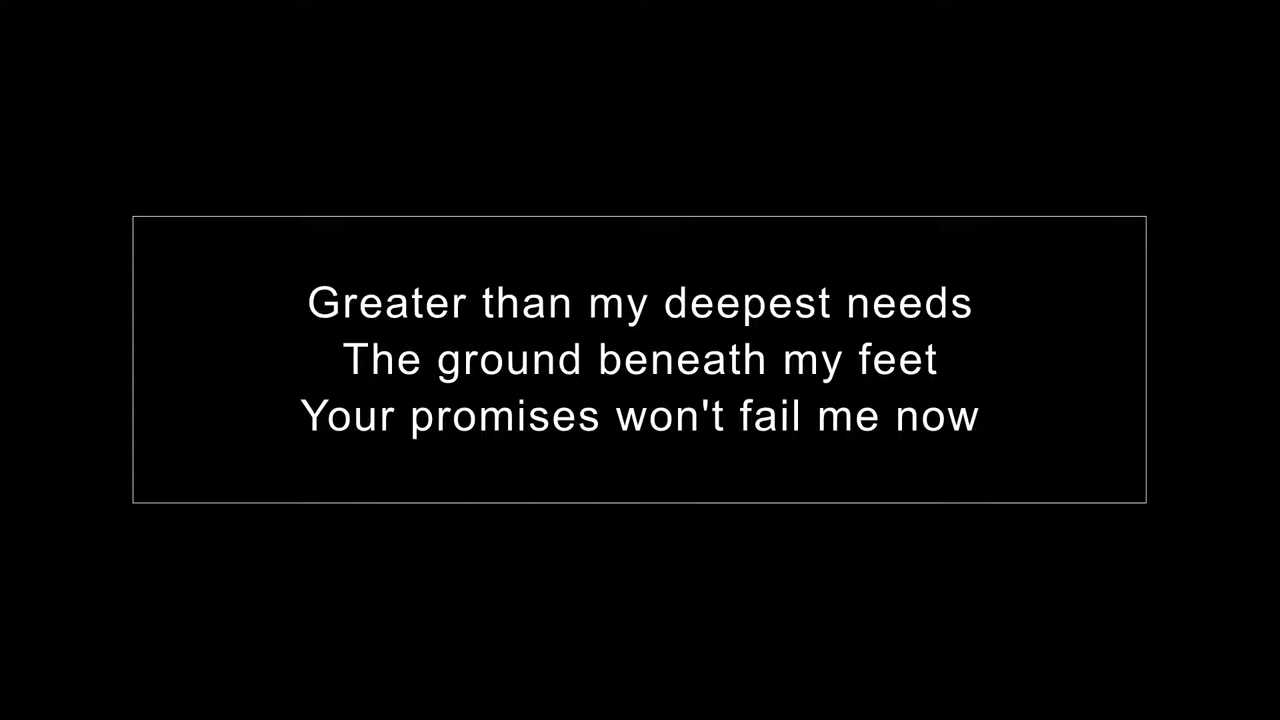 Greater than my deepest needs
The ground beneath my feet
Your promises won't fail me now